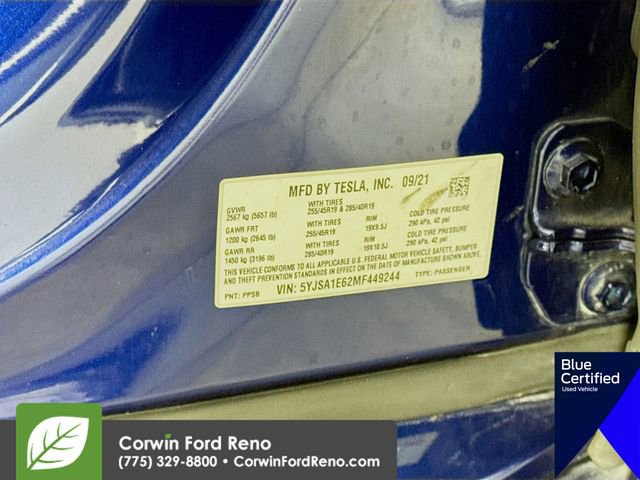 MFD BY TESLA, INC. 09/21
GVWR
2567 kg (5657 lb)
WITH TIRES
255/45R19 & 285/40R19
GAWR FRT
1200 kg (2645 lb)
WITH TIRES
255/45R19
RIM
19X9.5J
COLD TIRE PRESSURE
290 kPa, 42 psi
GAWR RR
1450 kg (3196 lb)
WITH TIRES
285/40R19
RIM
19X10.5J
COLD TIRE PRESSURE
290 kPa, 42 psi
THIS VEHICLE CONFORMS TO ALL APPLICABLE U.S. FEDERAL MOTOR VEHICLE SAFETY, BUMPER
AND THEFT PREVENTION STANDARDS IN EFFECT ON THE DATE OF MANUFACTURE SHOWN ABOVE.
PNT: PPSB VIN: 5YJSA1E62MF449244 TYPE: PASSENGER
Blue
Certified
Used Vehicle
Corwin Ford Reno
(775) 329-8800 • CorwinFordReno.com